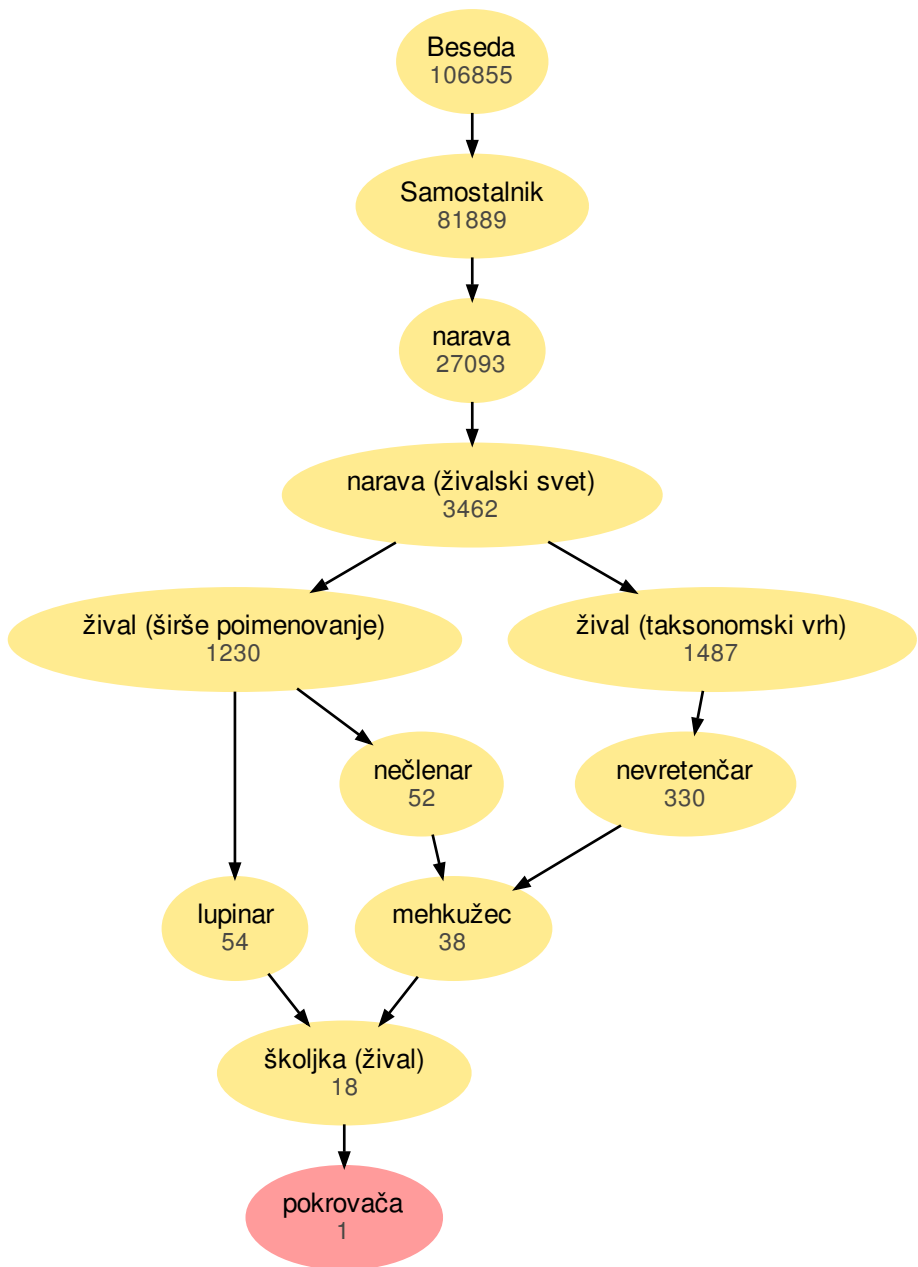 Beseda
106855
Samostalnik
81889
narava
27093
narava (živalski svet)
3462
žival (širše poimenovanje)
1230
žival (taksonomski vrh)
1487
nečlenar
52
nevretenčar
330
lupinar
54
mehkužec
38
školjka (žival)
18
pokrovača
1